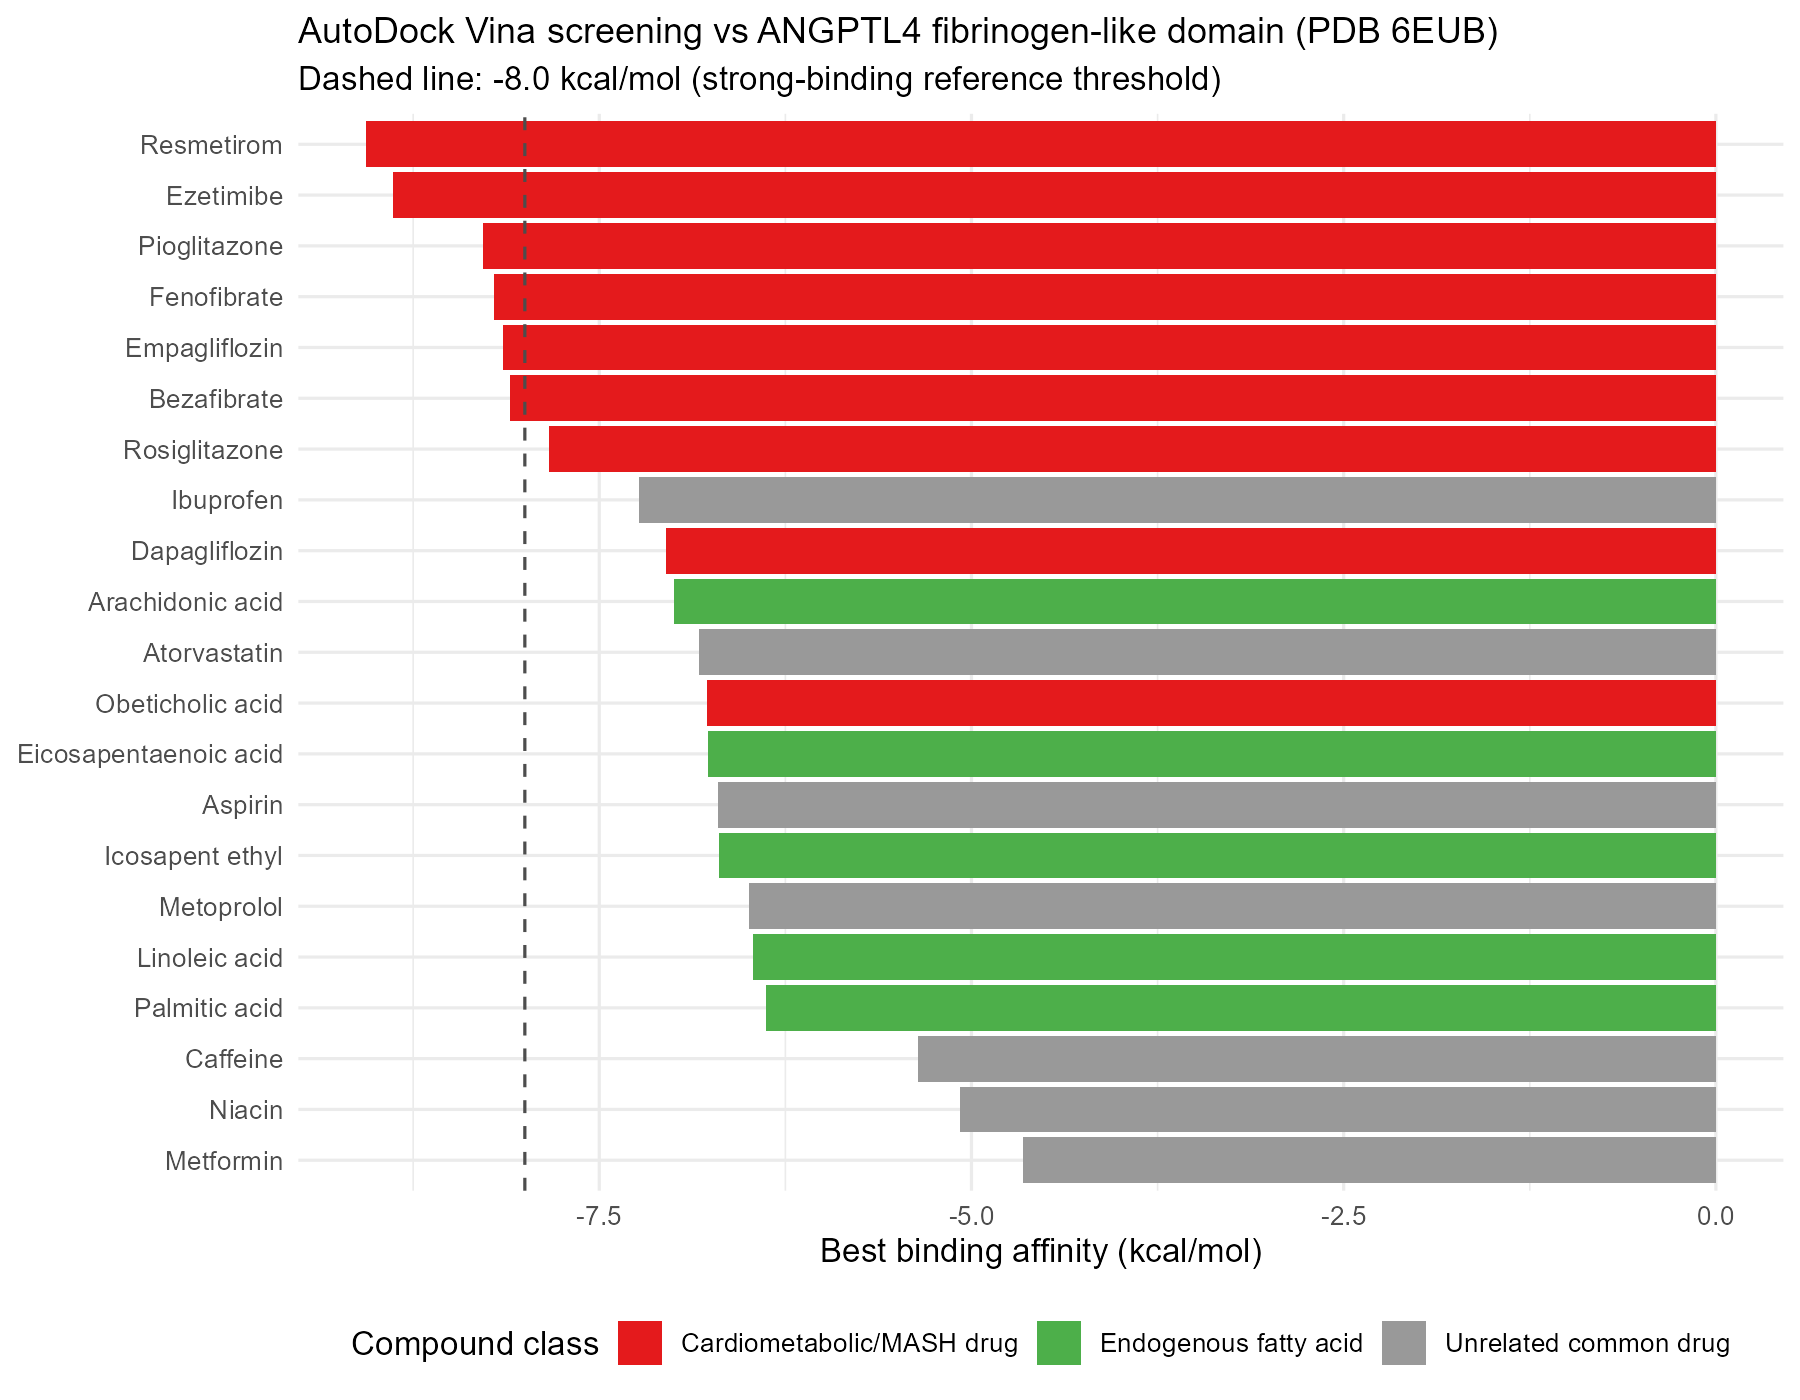 AutoDock Vina screening vs ANGPTL4 fibrinogen-like domain (PDB 6EUB)
Dashed line: -8.0 kcal/mol (strong-binding reference threshold)
Resmetirom
Ezetimibe
Pioglitazone
Fenofibrate
Empagliflozin
Bezafibrate
Rosiglitazone
Ibuprofen
Dapagliflozin
Arachidonic acid
Atorvastatin
Obeticholic acid
Eicosapentaenoic acid
Aspirin
Icosapent ethyl
Metoprolol
Linoleic acid
Palmitic acid
Caffeine
Niacin
Metformin
-7.5 -5.0 -2.5 0.0
Best binding affinity (kcal/mol)
Compound class Cardiometabolic/MASH drug Endogenous fatty acid Unrelated common drug